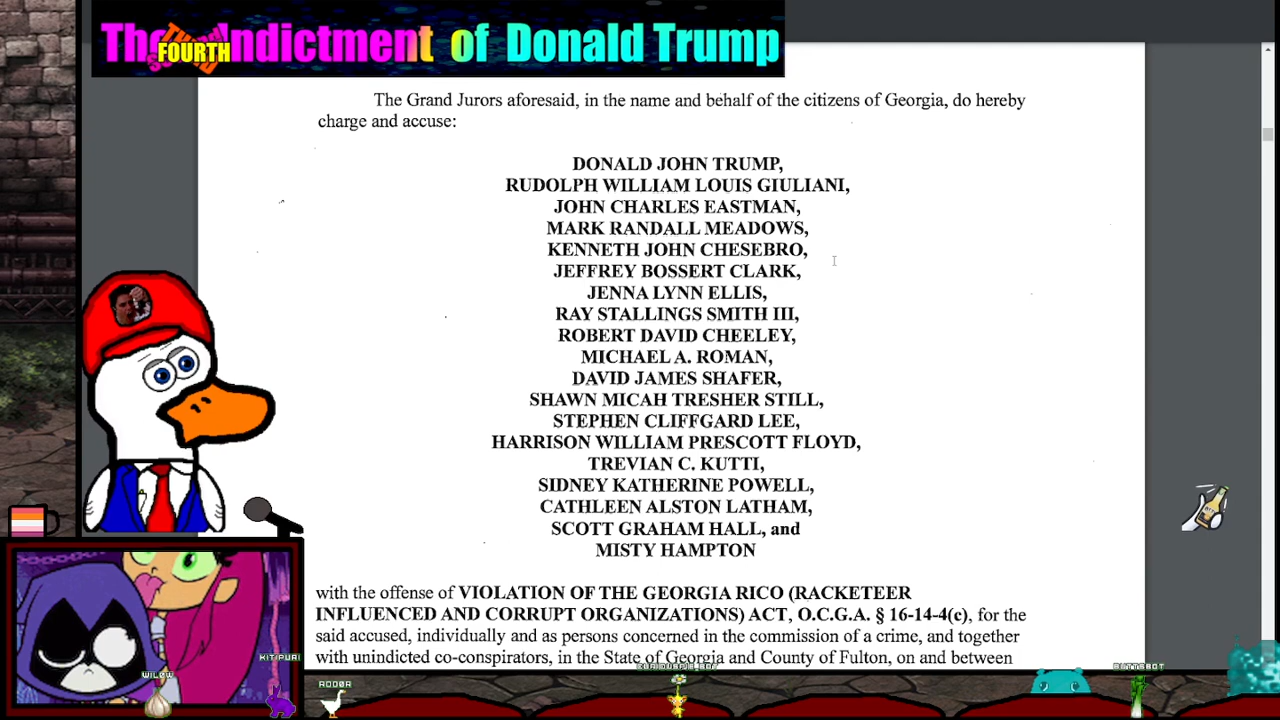 The FOURTH Indictment of Donald Trump
The Grand Jurors aforesaid, in the name and behalf of the citizens of Georgia, do hereby
charge and accuse:
DONALD JOHN TRUMP,
RUDOLPH WILLIAM LOUIS GIULIANI,
JOHN CHARLES EASTMAN,
MARK RANDALL MEADOWS,
KENNETH JOHN CHESEBRO,
JEFFREY BOSSERT CLARK,
JENNA LYNN ELLIS,
RAY STALLINGS SMITH III,
ROBERT DAVID CHEELEY,
MICHAEL A. ROMAN,
DAVID JAMES SHAFER,
SHAWN MICAH TRESHER STILL,
STEPHEN CLIFFGARD LEE,
HARRISON WILLIAM PRESCOTT FLOYD,
TREVIAN C. KUTTI,
SIDNEY KATHERINE POWELL,
CATHLEEN ALSTON LATHAM,
SCOTT GRAHAM HALL, and
MISTY HAMPTON
with the offense of VIOLATION OF THE GEORGIA RICO (RACKETEER
INFLUENCED AND CORRUPT ORGANIZATIONS) ACT, O.C.G.A. § 16-14-4(c), for the
said accused, individually and as persons concerned in the commission of a crime, and together
with unindicted co-conspirators, in the State of Georgia and County of Fulton, on and between
KITIPURI
WILOW